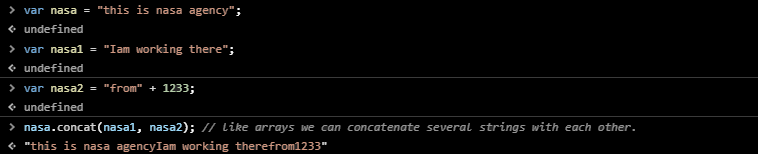 > var nasa = "this is nasa agency";
< undefined
> var nasa1 = "Iam working there";
< undefined
> var nasa2 = "from" + 1233;
< undefined
> nasa.concat(nasa1, nasa2); // like arrays we can concatenate several strings with each other.
< "this is nasa agencyIam working therefrom1233"